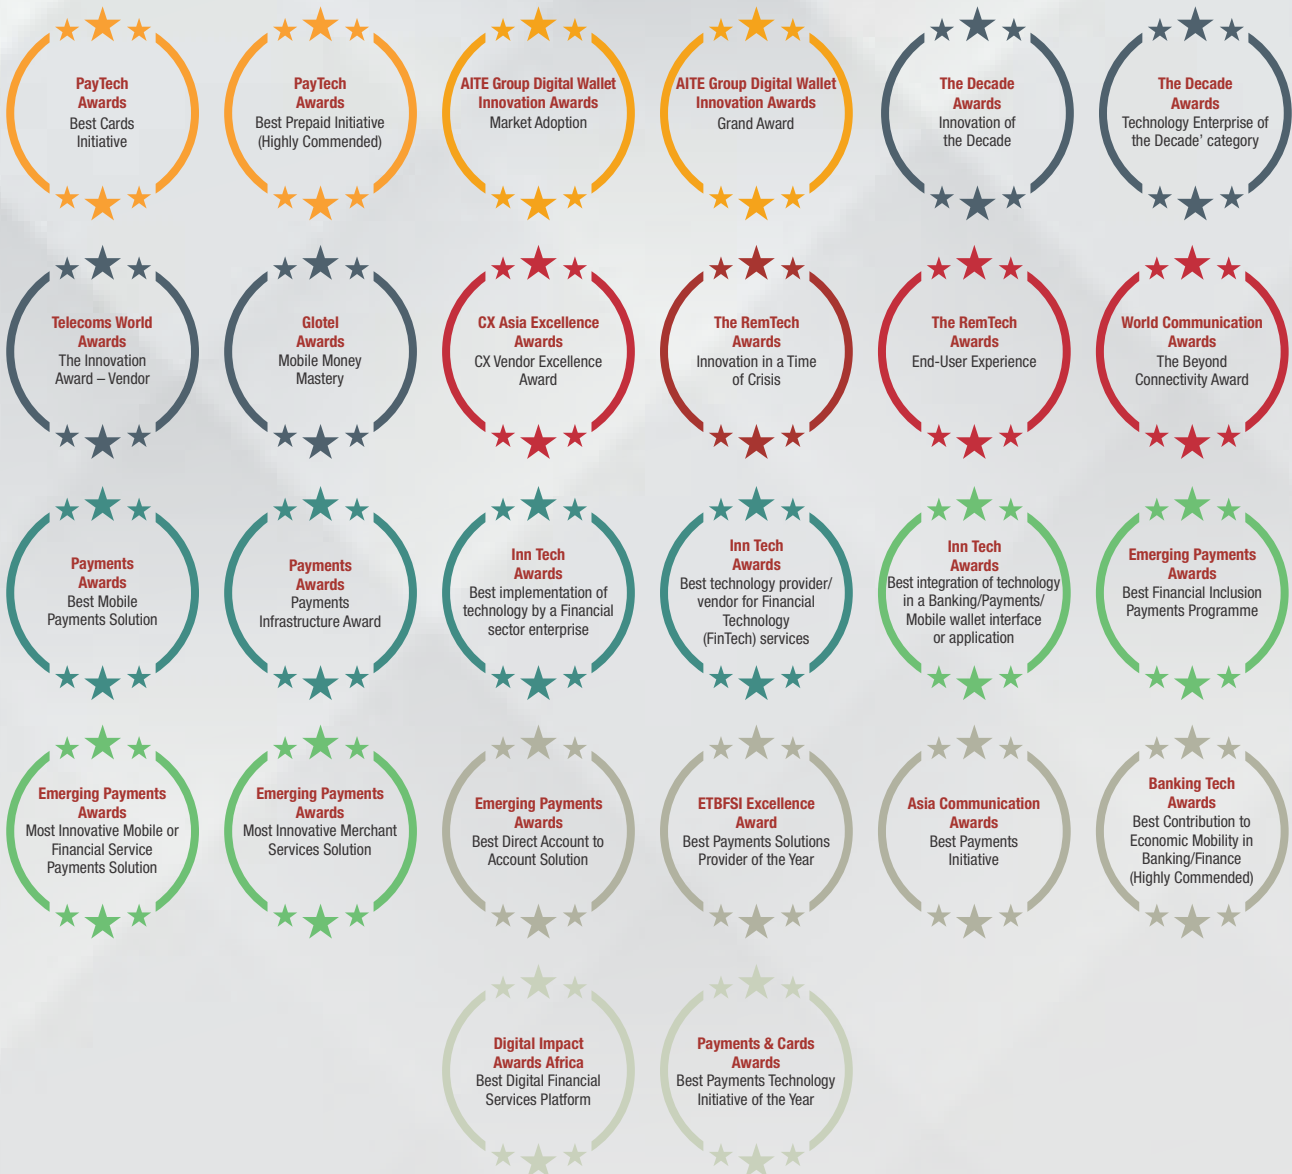 PayTech
Awards
Best Cards
Initiative
PayTech
Awards
Best Prepaid Initiative
(Highly Commended)
AITE Group Digital Wallet
Innovation Awards
Market Adoption
AITE Group Digital Wallet
Innovation Awards
Grand Award
The Decade
Awards
Innovation of
the Decade
The Decade
Awards
Technology Enterprise of
the Decade’ category
Telecoms World
Awards
The Innovation
Award – Vendor
Glotel
Awards
Mobile Money
Mastery
CX Asia Excellence
Awards
CX Vendor Excellence
Award
The RemTech
Awards
Innovation in a Time
of Crisis
The RemTech
Awards
End-User Experience
World Communication
Awards
The Beyond
Connectivity Award
Payments
Awards
Best Mobile
Payments Solution
Payments
Awards
Payments
Infrastructure Award
Inn Tech
Awards
Best implementation of
technology by a Financial
sector enterprise
Inn Tech
Awards
Best technology provider/
vendor for Financial
Technology
(FinTech) services
Inn Tech
Awards
Best integration of technology
in a Banking/Payments/
Mobile wallet interface
or application
Emerging Payments
Awards
Best Financial Inclusion
Payments Programme
Emerging Payments
Awards
Most Innovative Mobile or
Financial Service
Payments Solution
Emerging Payments
Awards
Most Innovative Merchant
Services Solution
Emerging Payments
Awards
Best Direct Account to
Account Solution
ETBFSI Excellence
Award
Best Payments Solutions
Provider of the Year
Asia Communication
Awards
Best Payments
Initiative
Banking Tech
Awards
Best Contribution to
Economic Mobility in
Banking/Finance
(Highly Commended)
Digital Impact
Awards Africa
Best Digital Financial
Services Platform
Payments & Cards
Awards
Best Payments Technology
Initiative of the Year